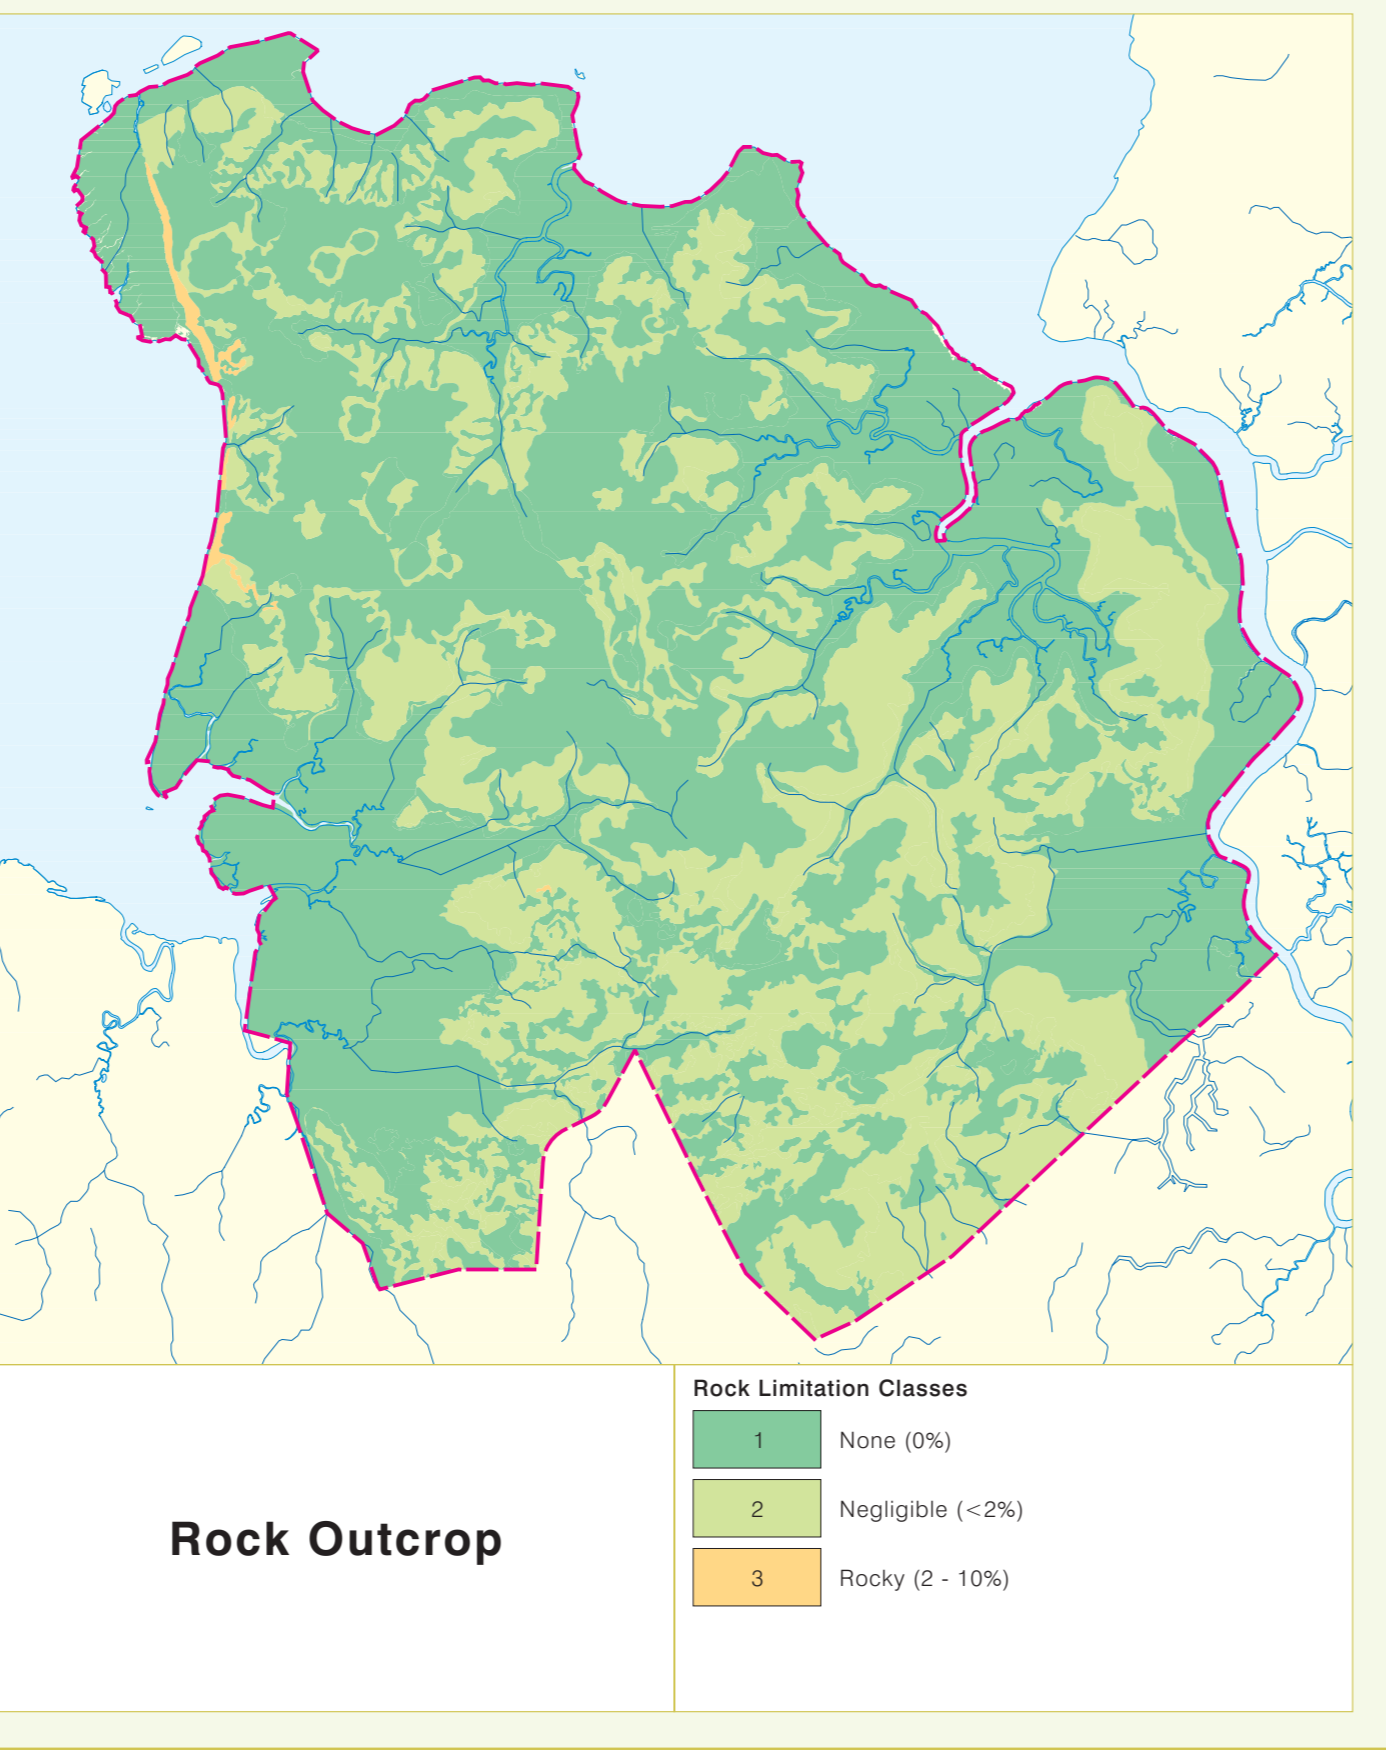 Rock Outcrop
Rock Limitation Classes
1 None (0%)
2 Negligible (<2%)
3 Rocky (2 - 10%)